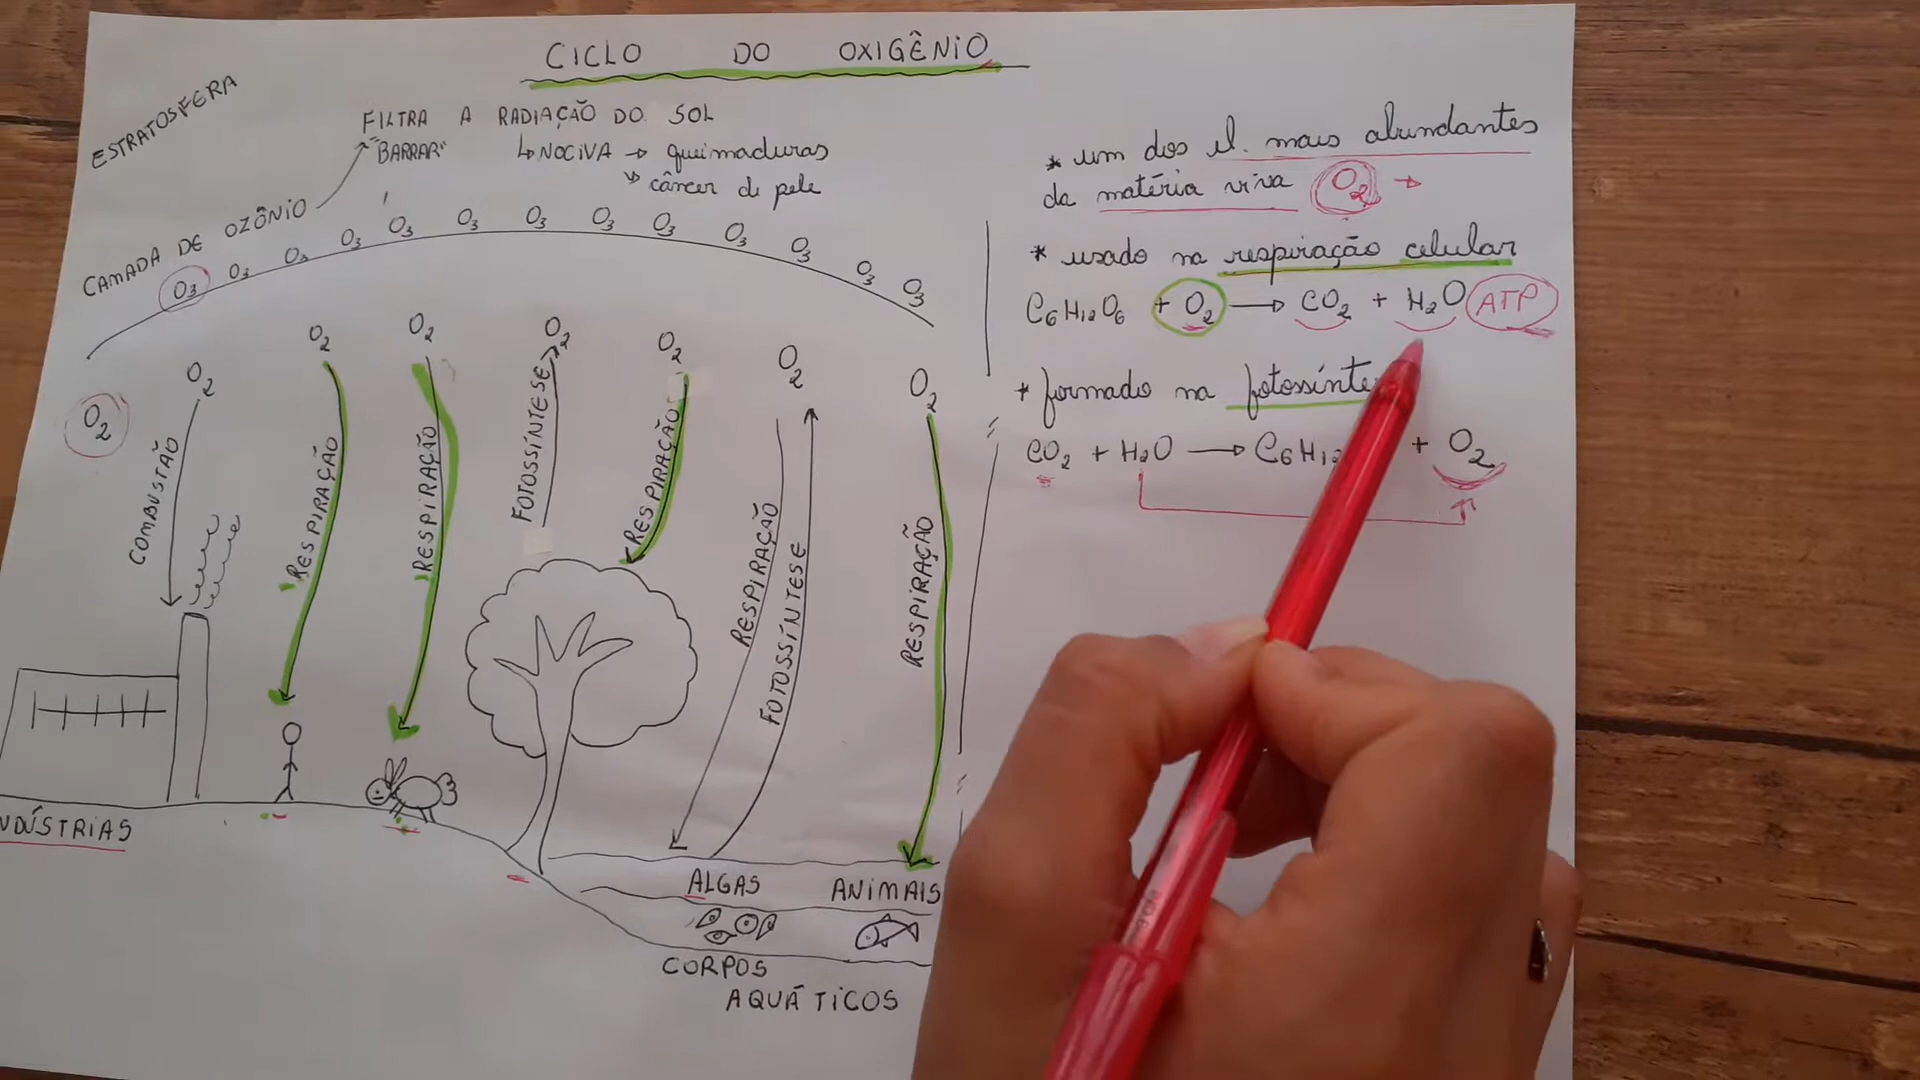 CICLO DO OXIGÊNIO
ESTRATOSFERA
FILTRA A RADIAÇÃO DO SOL
"BARRAR"
↳ NOCIVA → queimaduras
↘ câncer de pele
CAMADA DE OZÔNIO
O3 O3 O3 O3 O3 O3 O3 O3 O3 O3 O3 O3 O3
O2
O2 O2 O2 O2 O2 O2 O2
COMBUSTÃO
RESPIRAÇÃO
RESPIRAÇÃO
FOTOSSÍNTESE
RESPIRAÇÃO
RESPIRAÇÃO
FOTOSSÍNTESE
RESPIRAÇÃO
NDÚSTRIAS
ALGAS ANIMAIS
CORPOS
AQUÁTICOS
* um dos el. mais abundantes
da matéria viva O2 →
* usado na respiração celular
C6H12O6 + O2 → CO2 + H2O ATP
* formado na fotossínte
CO2 + H2O → C6H12 + O2